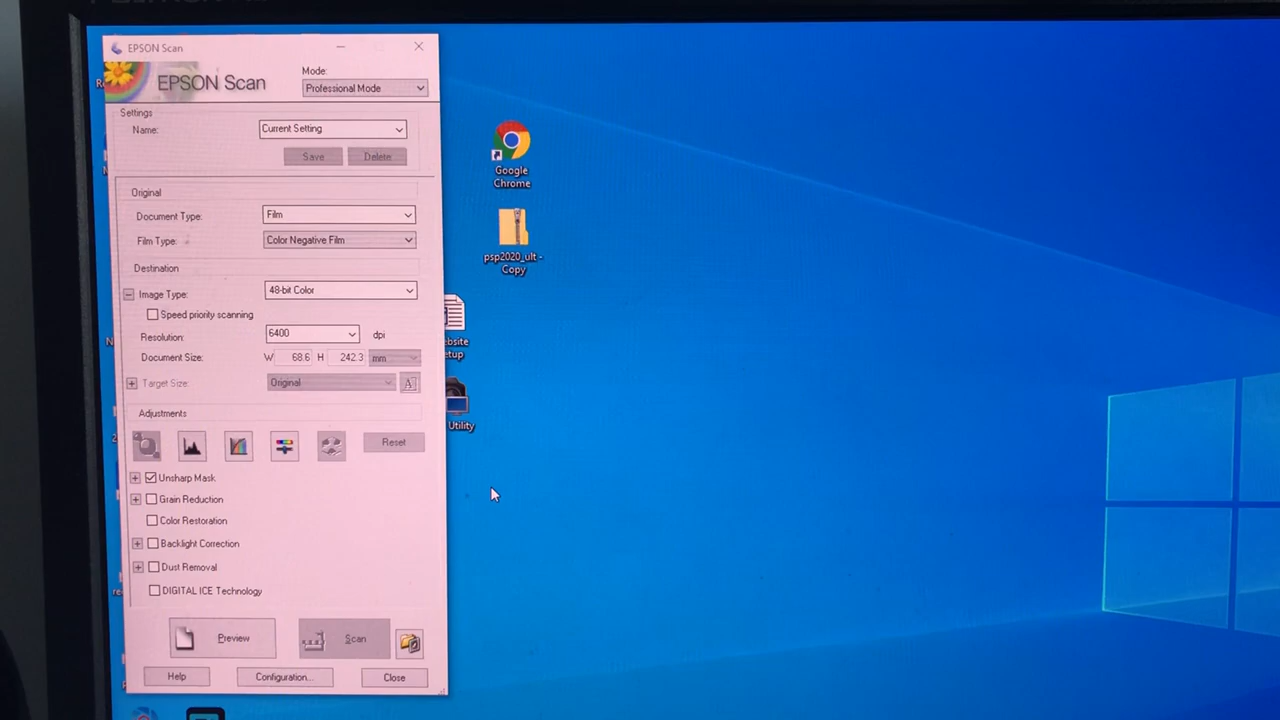 EPSON Scan
EPSON Scan
Mode:
Professional Mode
Settings
Name:
Current Setting
Save
Delete
Original
Document Type:
Film
Film Type:
Color Negative Film
Destination
Image Type:
48-bit Color
Speed priority scanning
Resolution:
6400
dpi
Document Size:
W
68.6
H
242.3
mm
Target Size:
Original
A
Adjustments
Reset
Unsharp Mask
Grain Reduction
Color Restoration
Backlight Correction
Dust Removal
DIGITAL ICE Technology
Preview
Scan
Help
Configuration...
Close
Google
Chrome
psp2020_ult -
Copy
ebsite
etup
Utility